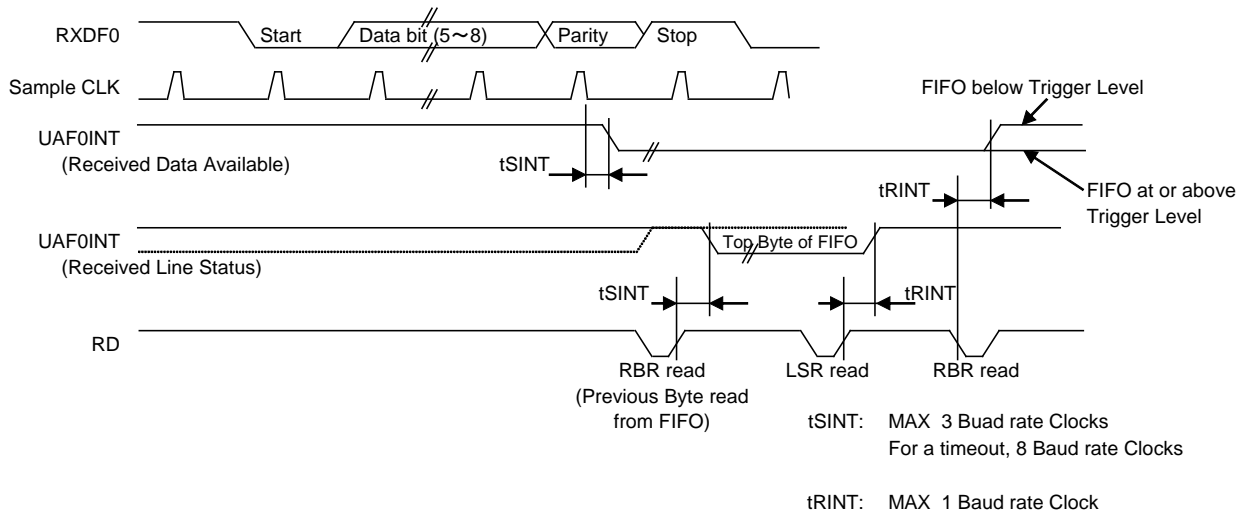 RXDF0
Start
Data bit (5〜8)
Parity
Stop
Sample CLK
FIFO below Trigger Level
UAF0INT
(Received Data Available)
tSINT
tRINT
FIFO at or above
Trigger Level
UAF0INT
(Received Line Status)
Top Byte of FIFO
tSINT
tRINT
RD
RBR read
(Previous Byte read
from FIFO)
LSR read
RBR read
tSINT: MAX 3 Buad rate Clocks
For a timeout, 8 Baud rate Clocks
tRINT: MAX 1 Baud rate Clock